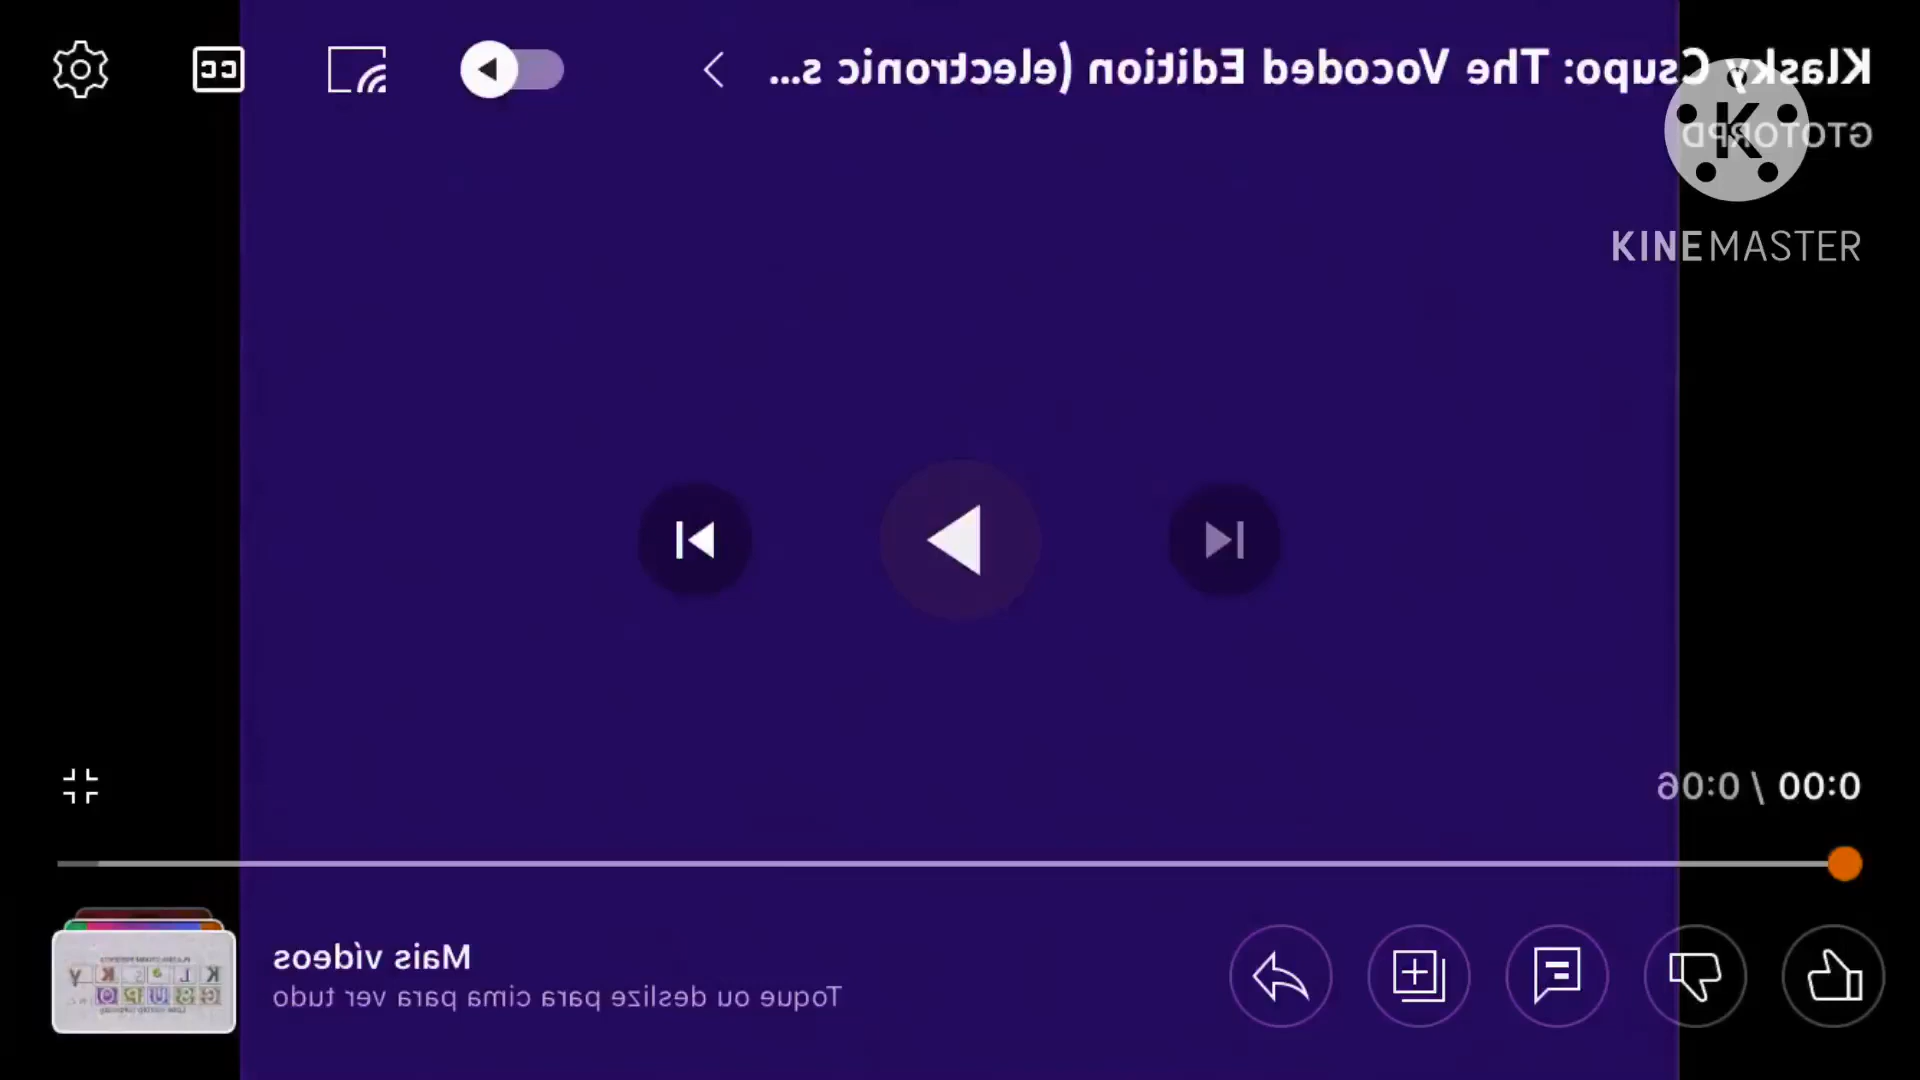 Klasky Csupo: The Vocoded Edition (electronic s...
GTOTORPD
KINEMASTER
0:00 / 0:06
Mais vídeos
Toque ou deslize para cima para ver tudo